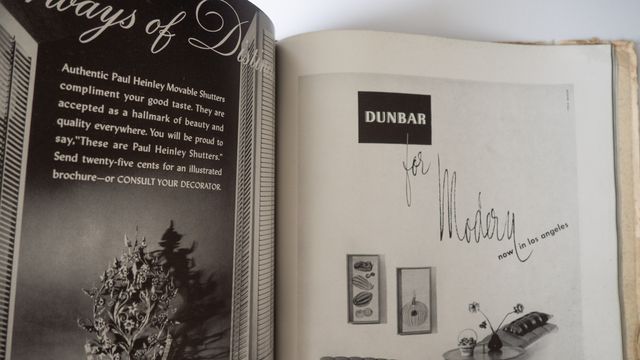 ways of Dist
Authentic Paul Heinley Movable Shutters
compliment your good taste. They are
accepted as a hallmark of beauty and
quality everywhere. You will be proud to
say, "These are Paul Heinley Shutters."
Send twenty-five cents for an illustrated
brochure—or CONSULT YOUR DECORATOR.
DUNBAR
for
Modern
now in los angeles